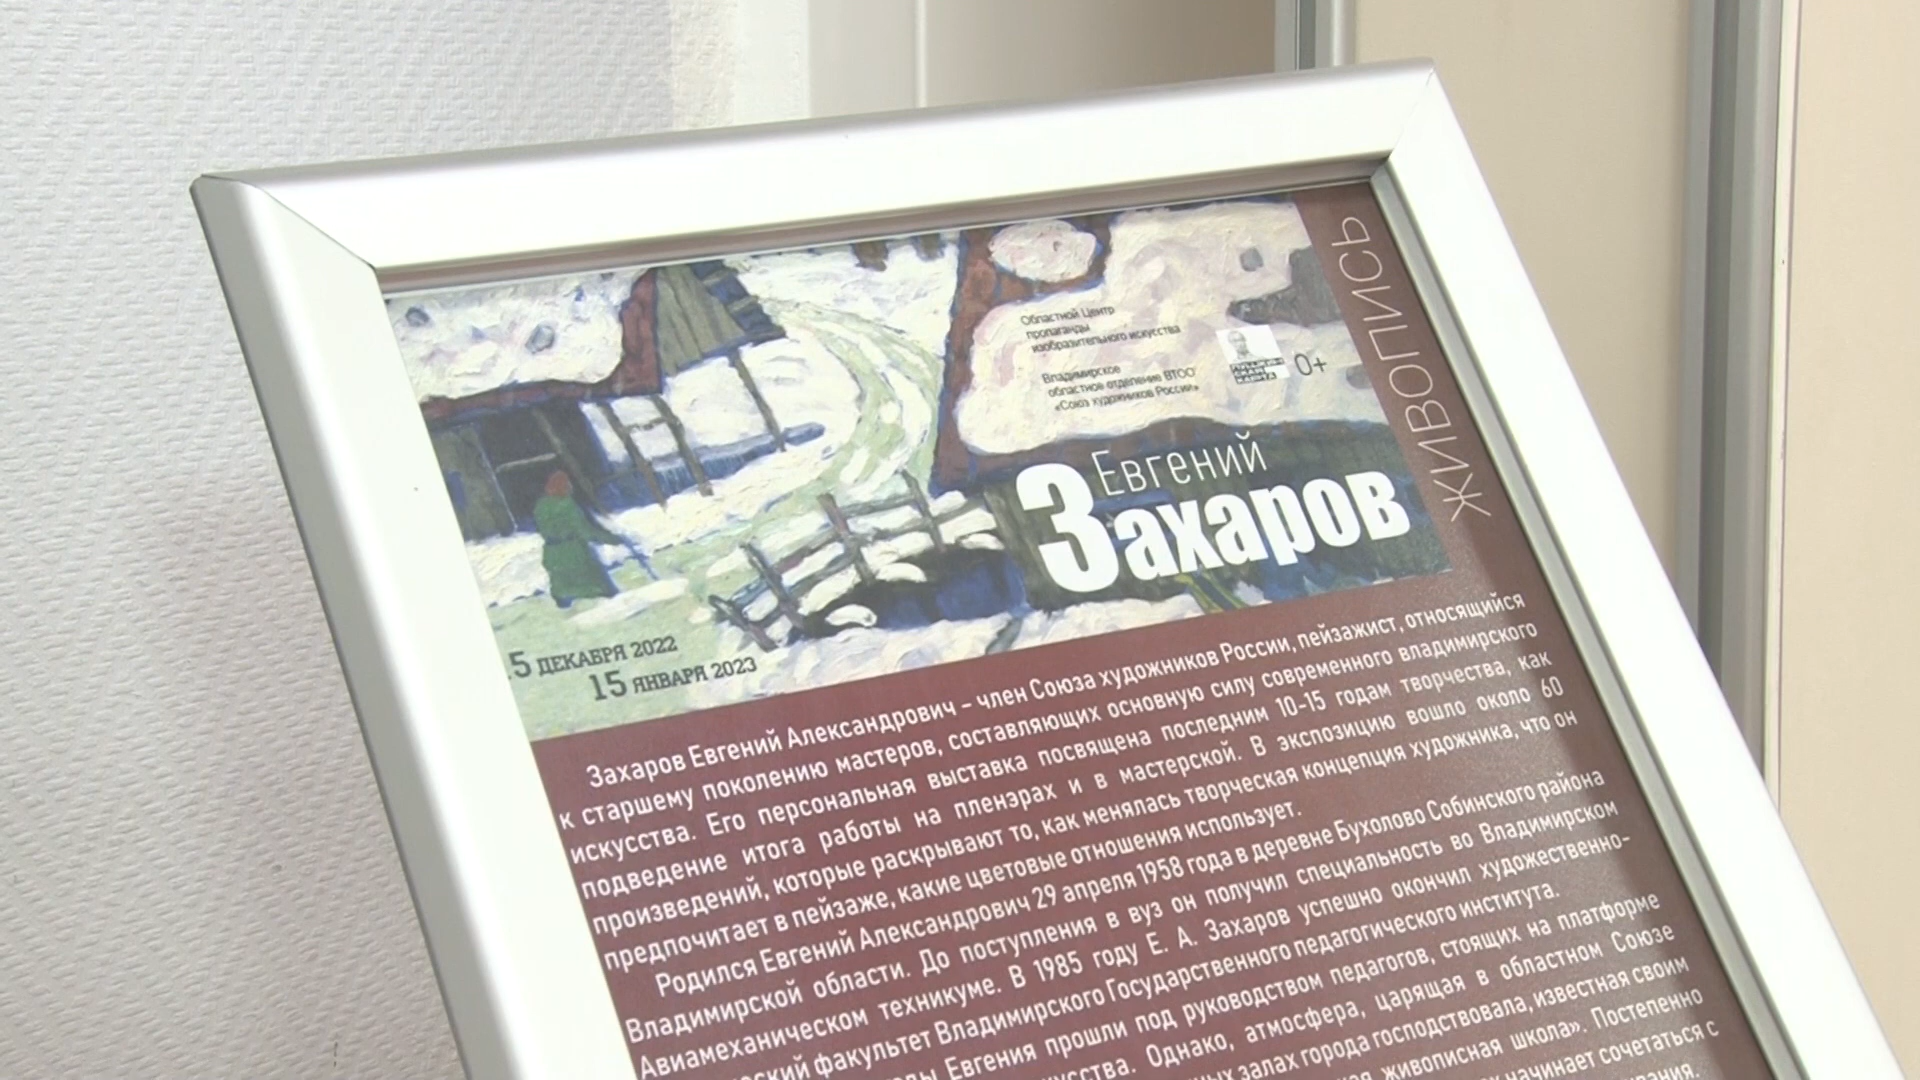 ЖИВОПИСЬ
Областной Центр
пропаганды
изобразительного искусства
Владимирское
областное отделение ВТОО
«Союз художников России»
0+
Евгений
Захаров
5 ДЕКАБРЯ 2022
15 ЯНВАРЯ 2023
Захаров Евгений Александрович – член Союза художников России, пейзажист, относящийся
к старшему поколению мастеров, составляющих основную силу современного владимирского
искусства. Его персональная выставка посвящена последним 10-15 годам творчества, как
подведение итога работы на пленэрах и в мастерской. В экспозицию вошло около 60
произведений, которые раскрывают то, как менялась творческая концепция художника, что он
предпочитает в пейзаже, какие цветовые отношения использует.
Родился Евгений Александрович 29 апреля 1958 года в деревне Бухолово Собинского района
Владимирской области. До поступления в вуз он получил специальность во Владимирском
Авиамеханическом техникуме. В 1985 году Е. А. Захаров успешно окончил художественно-
ский факультет Владимирского Государственного педагогического института.
Евгения прошли под руководством педагогов, стоящих на платформе
Однако, атмосфера, царящая в областном Союзе
залах города господствовала, известная своим
живописная школа». Постепенно
начинает сочетаться с